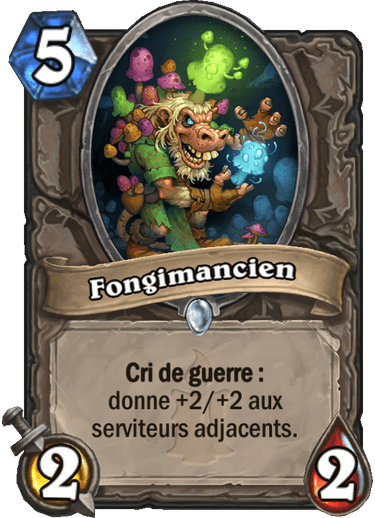 5
Fongimancien
Cri de guerre :
donne +2/+2 aux
serviteurs adjacents.
2
2